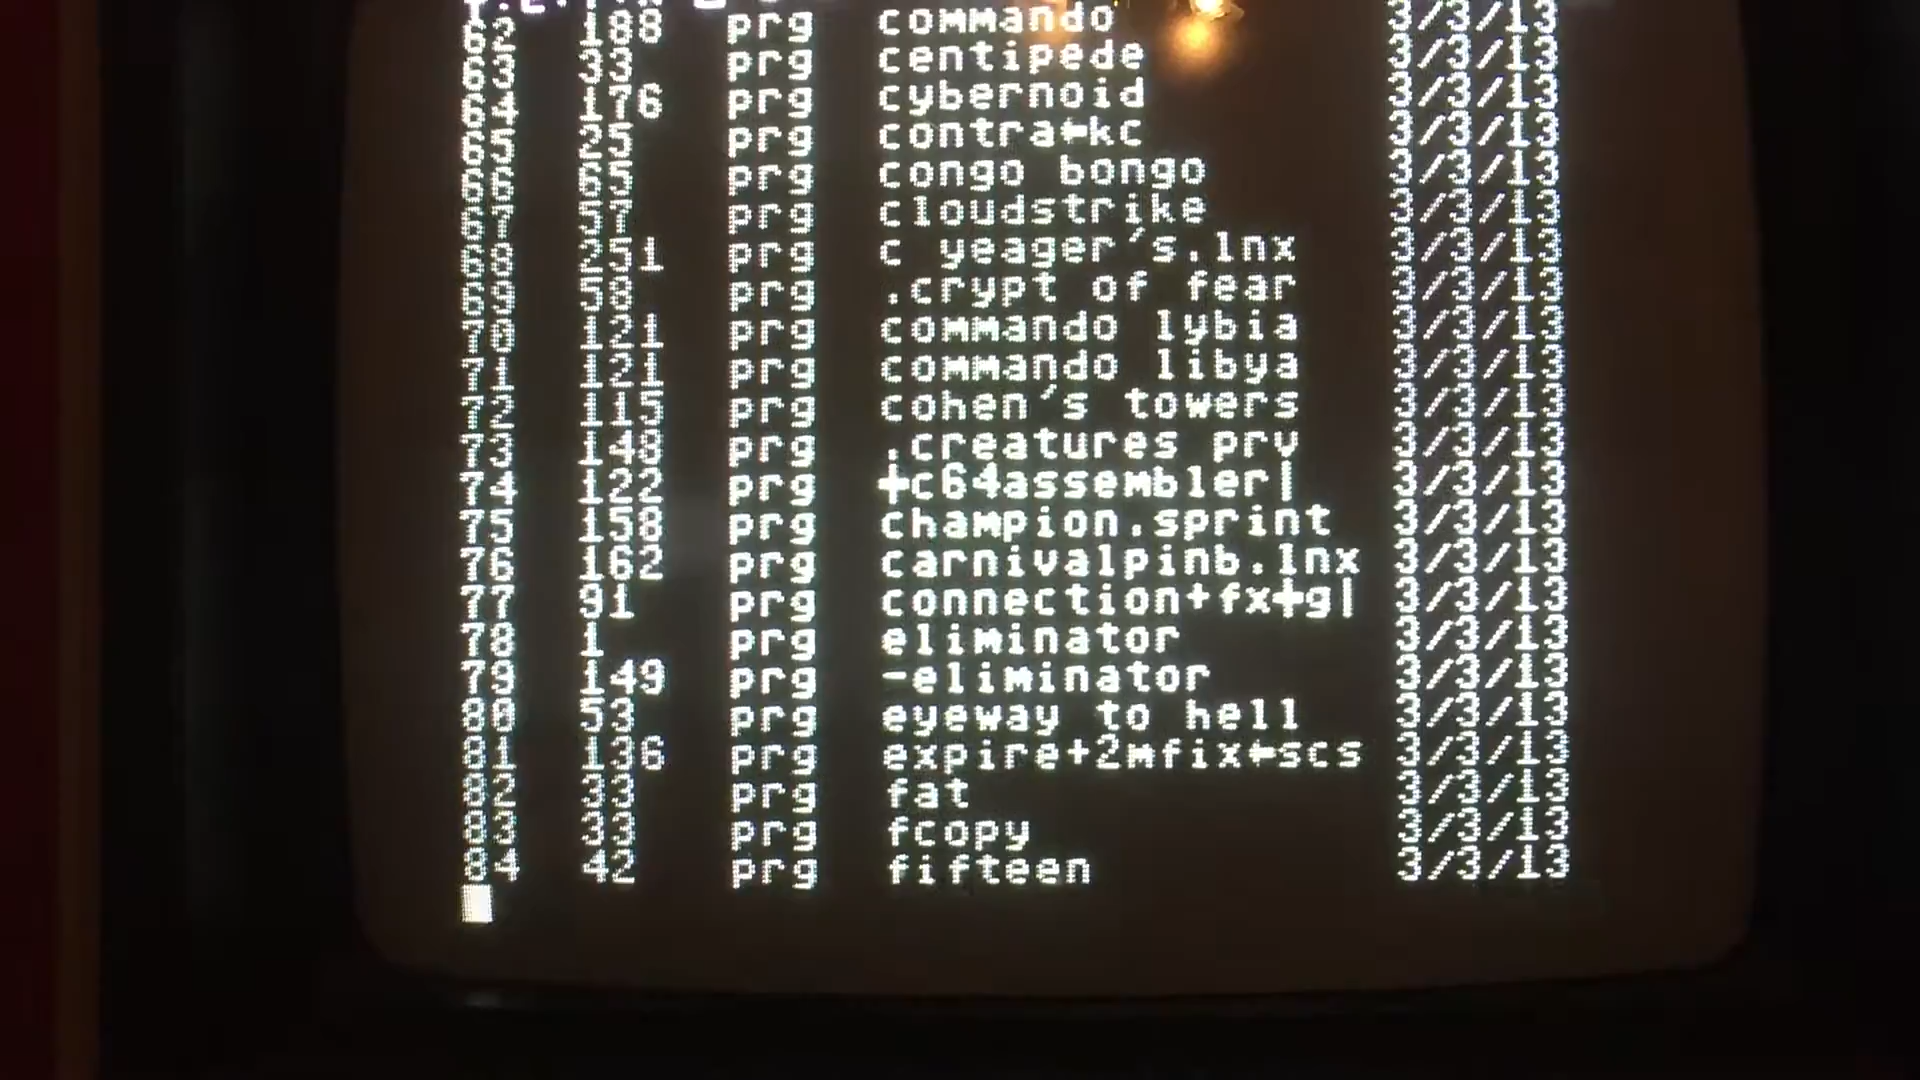 62 188 prg commando 3/3/13
63 33 prg centipede 3/3/13
64 176 prg cybernoid 3/3/13
65 25 prg contra←kc 3/3/13
66 65 prg congo bongo 3/3/13
67 57 prg cloudstrike 3/3/13
68 251 prg c yeager's.lnx 3/3/13
69 58 prg .crypt of fear 3/3/13
70 121 prg commando lybia 3/3/13
71 121 prg commando libya 3/3/13
72 115 prg cohen's towers 3/3/13
73 148 prg .creatures prv 3/3/13
74 122 prg ┼c64assembler| 3/3/13
75 158 prg champion.sprint 3/3/13
76 162 prg carnivalpinb.lnx 3/3/13
77 91 prg connection+fx┼g| 3/3/13
78 1 prg eliminator 3/3/13
79 149 prg -eliminator 3/3/13
80 53 prg eyeway to hell 3/3/13
81 136 prg expire+2mfix←scs 3/3/13
82 33 prg fat 3/3/13
83 33 prg fcopy 3/3/13
84 42 prg fifteen 3/3/13